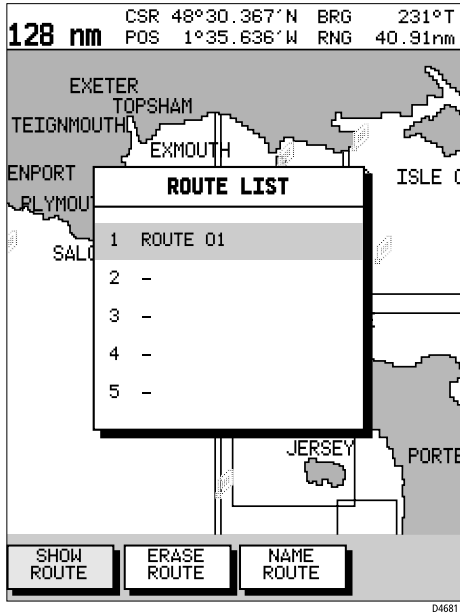 128 nm
CSR 48°30.367´N BRG 231°T
POS 1°35.636´W RNG 40.91nm
EXETER
TOPSHAM
TEIGNMOUTH
EXMOUTH
ENPORT
ISLE
PLYMOU
SALC
ROUTE LIST
1 ROUTE 01
2 –
3 –
4 –
5 –
JERSEY
PORTE
SHOW ROUTE
ERASE ROUTE
NAME ROUTE
D4681